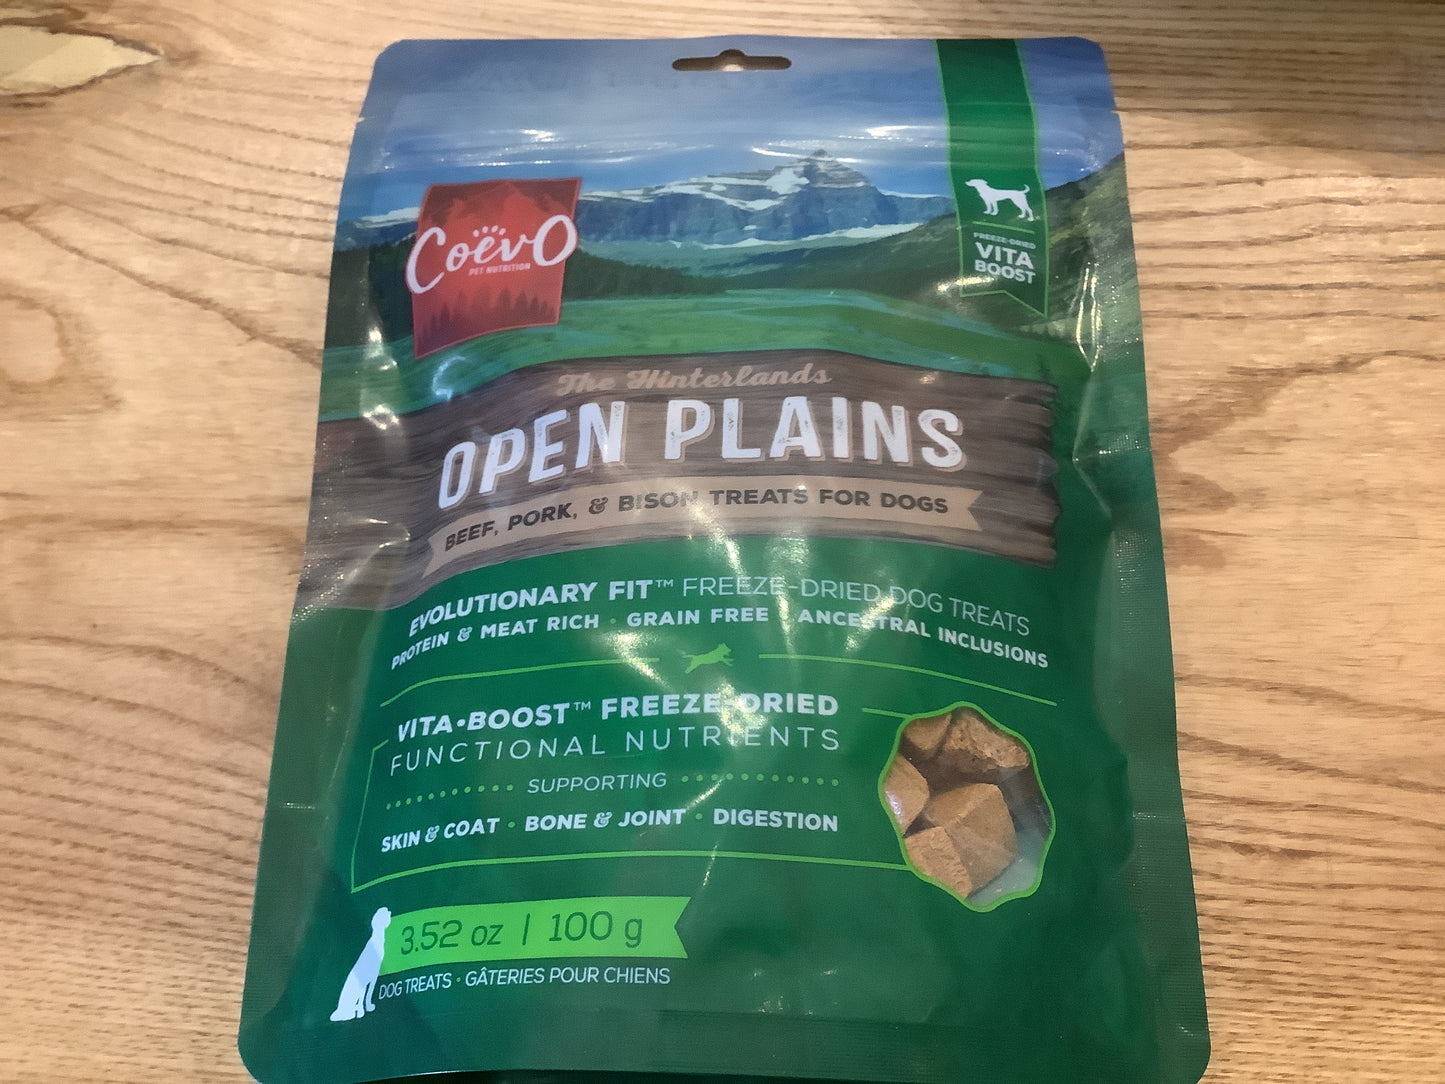 Coëvo
PET NUTRITION
FREEZE-DRIED
VITA
BOOST
The Hinterlands
OPEN PLAINS
BEEF, PORK, & BISON TREATS FOR DOGS
EVOLUTIONARY FIT™ FREEZE-DRIED DOG TREATS
PROTEIN & MEAT RICH · GRAIN FREE · ANCESTRAL INCLUSIONS
VITA•BOOST™ FREEZE-DRIED
FUNCTIONAL NUTRIENTS
SUPPORTING
SKIN & COAT • BONE & JOINT • DIGESTION
3.52 oz | 100 g
DOG TREATS • GÂTERIES POUR CHIENS